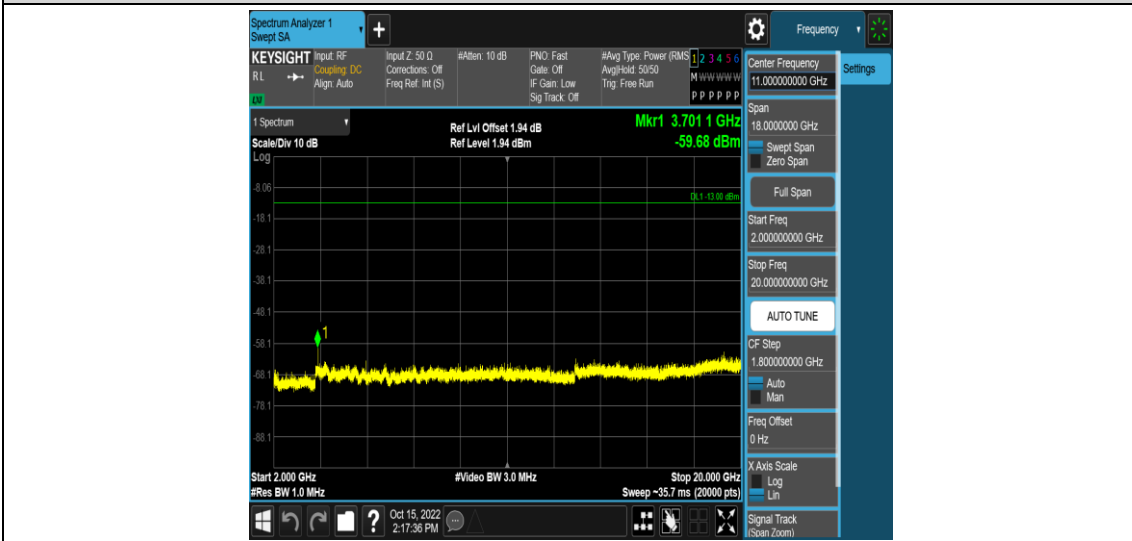 Spectrum Analyzer 1
Swept SA
Frequency
KEYSIGHT
RL
LXI
Input: RF
Coupling: DC
Align: Auto
Input Z: 50 Ω
Corrections: Off
Freq Ref: Int (S)
#Atten: 10 dB
PNO: Fast
Gate: Off
IF Gain: Low
Sig Track: Off
#Avg Type: Power (RMS
Avg|Hold: 50/50
Trig: Free Run
1 2 3 4 5 6
M W W W W W
P P P P P P
1 Spectrum
Scale/Div 10 dB
Ref Lvl Offset 1.94 dB
Ref Level 1.94 dBm
Mkr1 3.701 1 GHz
-59.68 dBm
Log
-8.06
DL1 -13.00 dBm
-18.1
-28.1
-38.1
-48.1
1
-58.1
-68.1
-78.1
-88.1
Start 2.000 GHz
#Res BW 1.0 MHz
#Video BW 3.0 MHz
Stop 20.000 GHz
Sweep ~35.7 ms (20000 pts)
?
Oct 15, 2022
2:17:36 PM
Center Frequency
11.000000000 GHz
Settings
Span
18.0000000 GHz
Swept Span
Zero Span
Full Span
Start Freq
2.000000000 GHz
Stop Freq
20.000000000 GHz
AUTO TUNE
CF Step
1.800000000 GHz
Auto
Man
Freq Offset
0 Hz
X Axis Scale
Log
Lin
Signal Track
(Span Zoom)